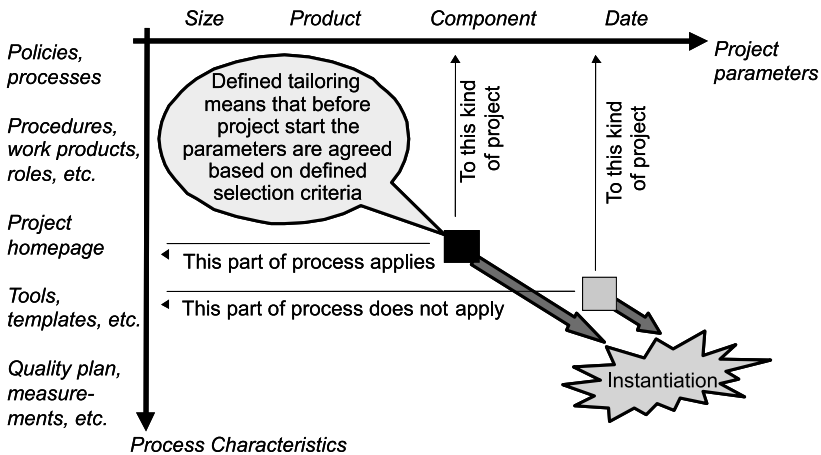 Size Product Component Date
Project
parameters
Policies,
processes
Procedures,
work products,
roles, etc.
Project
homepage
Tools,
templates, etc.
Quality plan,
measure-
ments, etc.
Defined tailoring
means that before
project start the
parameters are agreed
based on defined
selection criteria
To this kind
of project
To this kind
of project
This part of process applies
This part of process does not apply
Instantiation
Process Characteristics